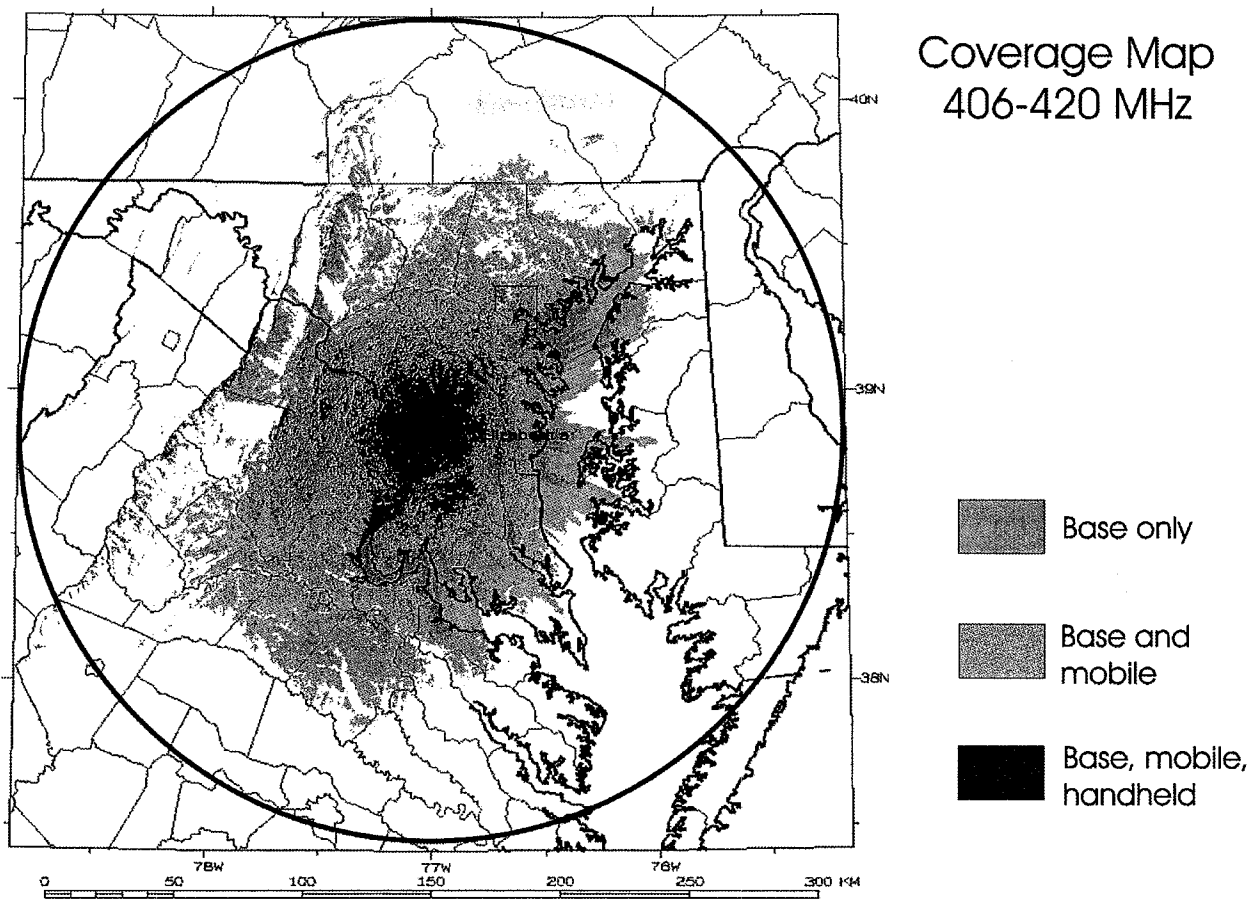 Coverage Map
406-420 MHz
40N
39N
38N
Base only
Base and
mobile
Base, mobile,
handheld
78W
77W
76W
0 50 100 150 200 250 300 KM